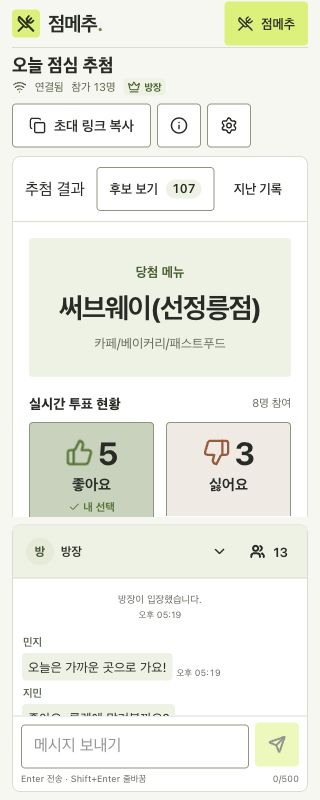 점메추.
점메추
오늘 점심 추첨
연결됨 참가 13명 방장
초대 링크 복사
추첨 결과 후보 보기 107 지난 기록
당첨 메뉴
써브웨이(선정릉점)
카페/베이커리/패스트푸드
실시간 투표 현황 8명 참여
5 3
좋아요 싫어요
내 선택
방 방장 13
방장이 입장했습니다.
오후 05:19
민지
오늘은 가까운 곳으로 가요! 오후 05:19
지민
메시지 보내기
Enter 전송 · Shift+Enter 줄바꿈 0/500